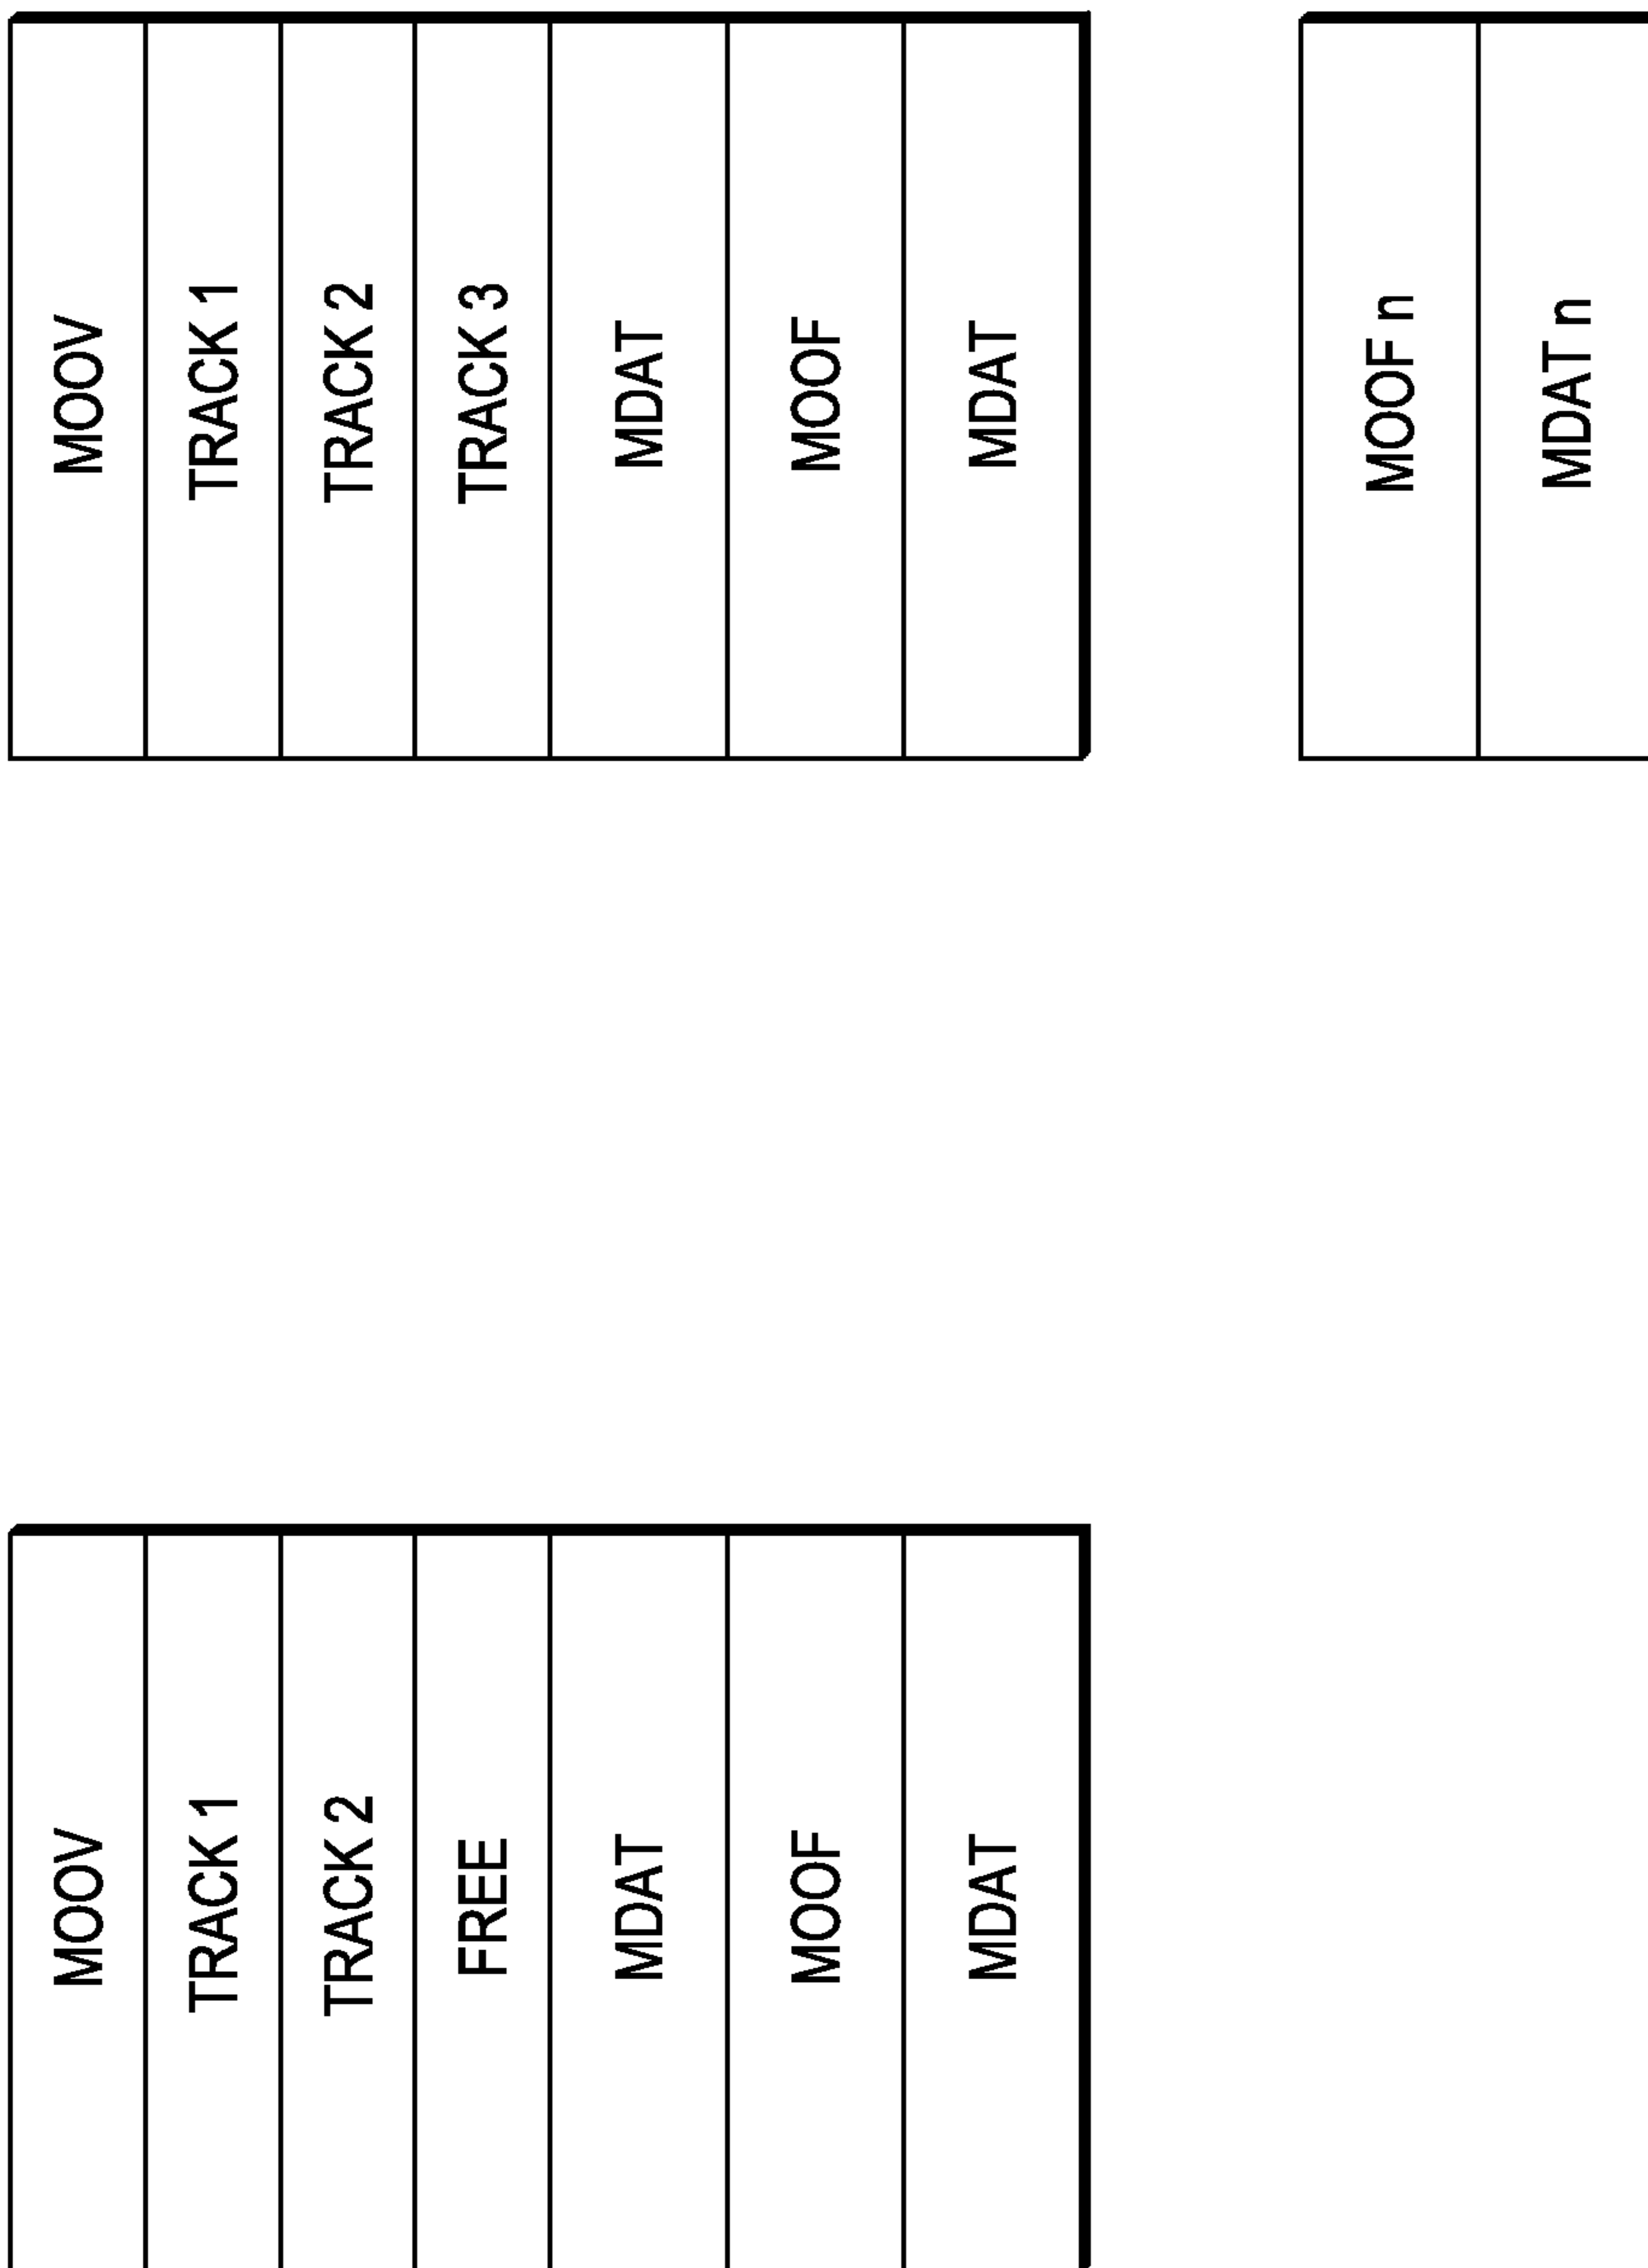 MOOV
TRACK 1
TRACK 2
FREE
MDAT
MOOF
MDAT
MOOV
TRACK 1
TRACK 2
TRACK 3
MDAT
MOOF
MDAT
MOOF n
MDAT n